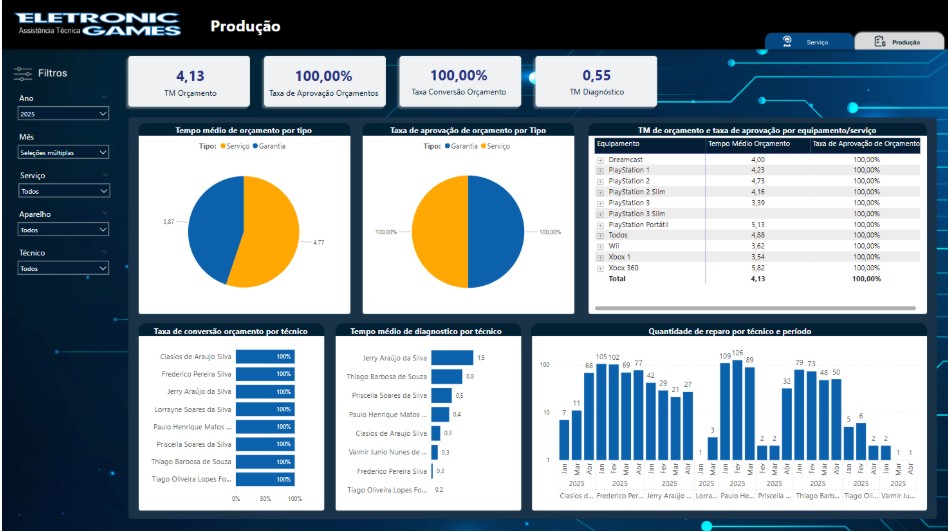 ELETRONIC
Assistência Técnica GAMES
Produção
Serviço
Produção
Filtros
Ano
2025
Mês
Seleções múltiplas
Serviço
Todos
Aparelho
Todos
Técnico
Todos
4,13
TM Orçamento
100,00%
Taxa de Aprovação Orçamentos
100,00%
Taxa Conversão Orçamento
0,55
TM Diagnóstico
Tempo médio de orçamento por tipo
Tipo: Serviço Garantia
3,87
4,77
Taxa de aprovação de orçamento por Tipo
Tipo: Garantia Serviço
100,00%
100,00%
TM de orçamento e taxa de aprovação por equipamento/serviço
Equipamento Tempo Médio Orçamento Taxa de Aprovação de Orçamento
Dreamcast 4,00 100,00%
PlayStation 1 4,23 100,00%
PlayStation 2 4,73 100,00%
PlayStation 2 Slim 4,16 100,00%
PlayStation 3 3,39 100,00%
PlayStation 3 Slim 100,00%
PlayStation Portátil 5,13 100,00%
Todos 4,88 100,00%
Wii 3,62 100,00%
Xbox 1 3,54 100,00%
Xbox 360 5,82 100,00%
Total 4,13 100,00%
Taxa de conversão orçamento por técnico
Clasios de Araujo Silva 100%
Frederico Pereira Silva 100%
Jerry Araújo da Silva 100%
Lorrayne Soares da Silva 100%
Paulo Henrique Matos ... 100%
Prisceila Soares da Silva 100%
Thiago Barbosa de Souza 100%
Tiago Oliveira Lopes Fo... 100%
0% 50% 100%
Tempo médio de diagnostico por técnico
Jerry Araújo da Silva 1.5
Thiago Barbosa de Souza 0.8
Prisceila Soares da Silva 0.5
Paulo Henrique Matos ... 0.4
Clasios de Araujo Silva 0.3
Valmir Junio Nunes de ... 0.3
Frederico Pereira Silva 0.2
Tiago Oliveira Lopes Fo... 0.2
Quantidade de reparo por técnico e período
100
10
1
7 11 68 105 102 69 77 42 29 21 27 1 3 109 126 89 2 2 32 79 73 48 50 5 6 2 2 1 1
Jan Mar Abr Jan Fev Mar Abr Jan Fev Mar Abr Jan Mar Jan Fev Mar Jan Mar Abr Jan Fev Mar Abr Jan Fev Mar Jan Mar Abr
2025 2025 2025 2025 2025 2025 2025 2025 2025
Clasios d... Frederico Per... Jerry Araújo ... Lorra... Paulo He... Prisceila ... Thiago Barb... Tiago Oli... Valmir Ju...